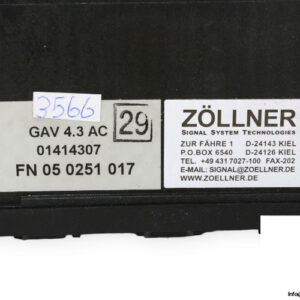 3566
29
GAV 4.3 AC
01414307
FN 05 0251 017
ZÖLLNER
SIGNAL SYSTEM TECHNOLOGIES
ZUR FÄHRE 1 D-24143 KIEL
P.O.BOX 6540 D-24126 KIEL
TEL. +49 431 7027-100 FAX-202
E-MAIL: SIGNAL@ZOELLNER.DE
WWW.ZOELLNER.DE